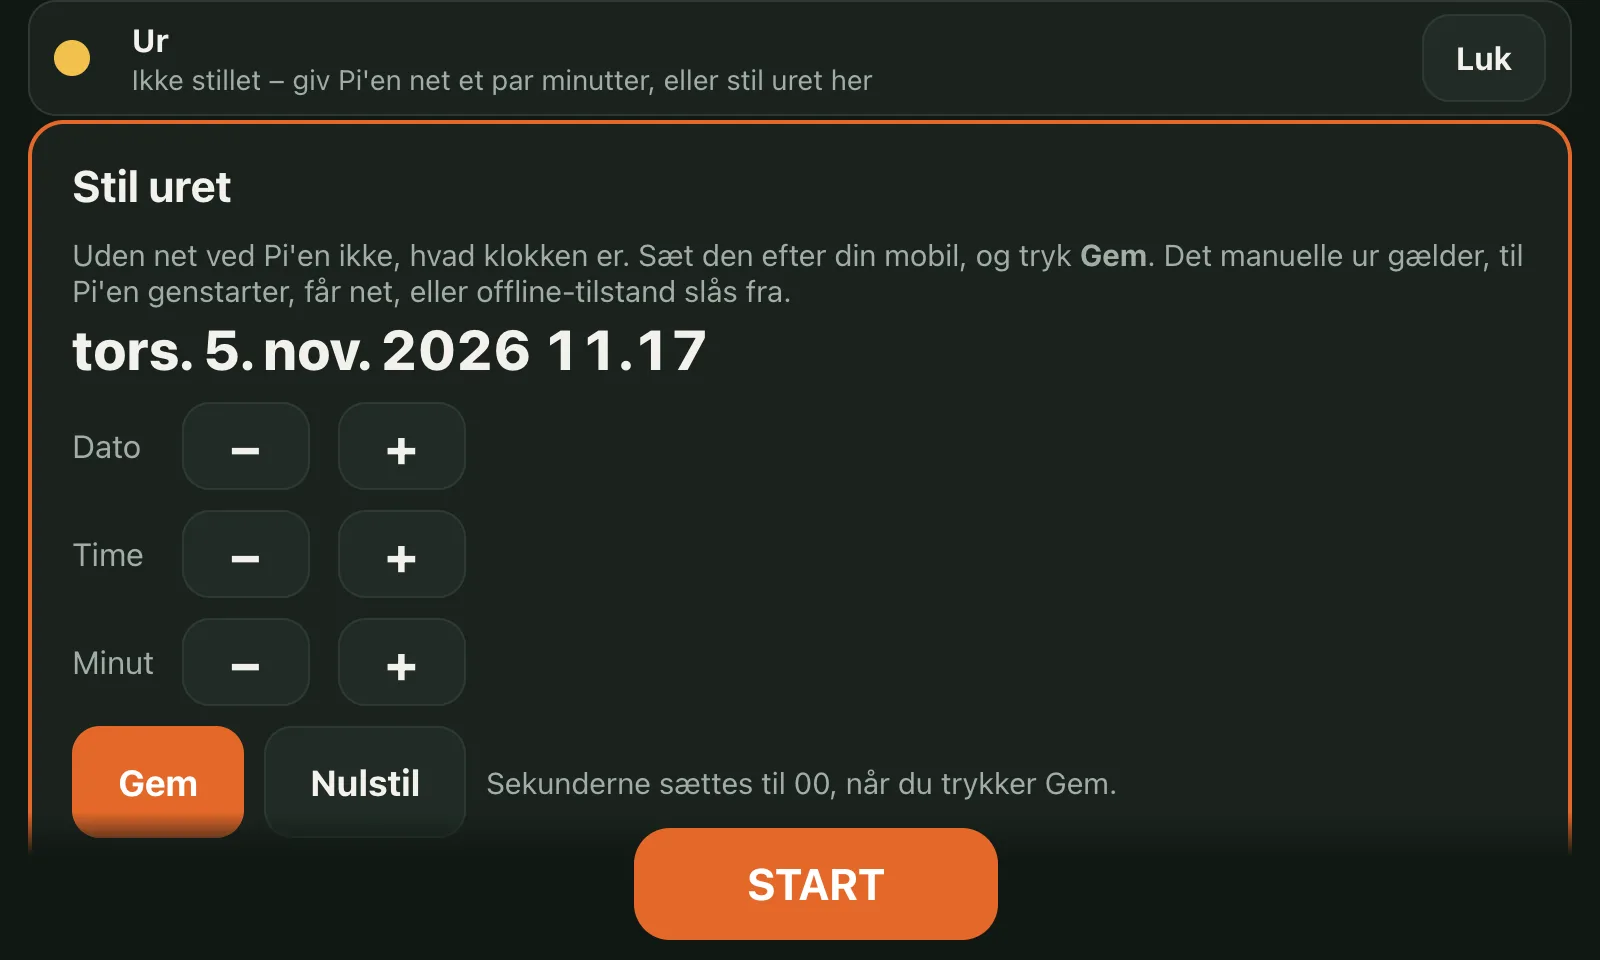 Ur
Ikke stillet – giv Pi'en net et par minutter, eller stil uret her
Luk
Stil uret
Uden net ved Pi'en ikke, hvad klokken er. Sæt den efter din mobil, og tryk Gem. Det manuelle ur gælder, til
Pi'en genstarter, får net, eller offline-tilstand slås fra.
tors. 5. nov. 2026 11.17
Dato − +
Time − +
Minut − +
Gem Nulstil Sekunderne sættes til 00, når du trykker Gem.
START